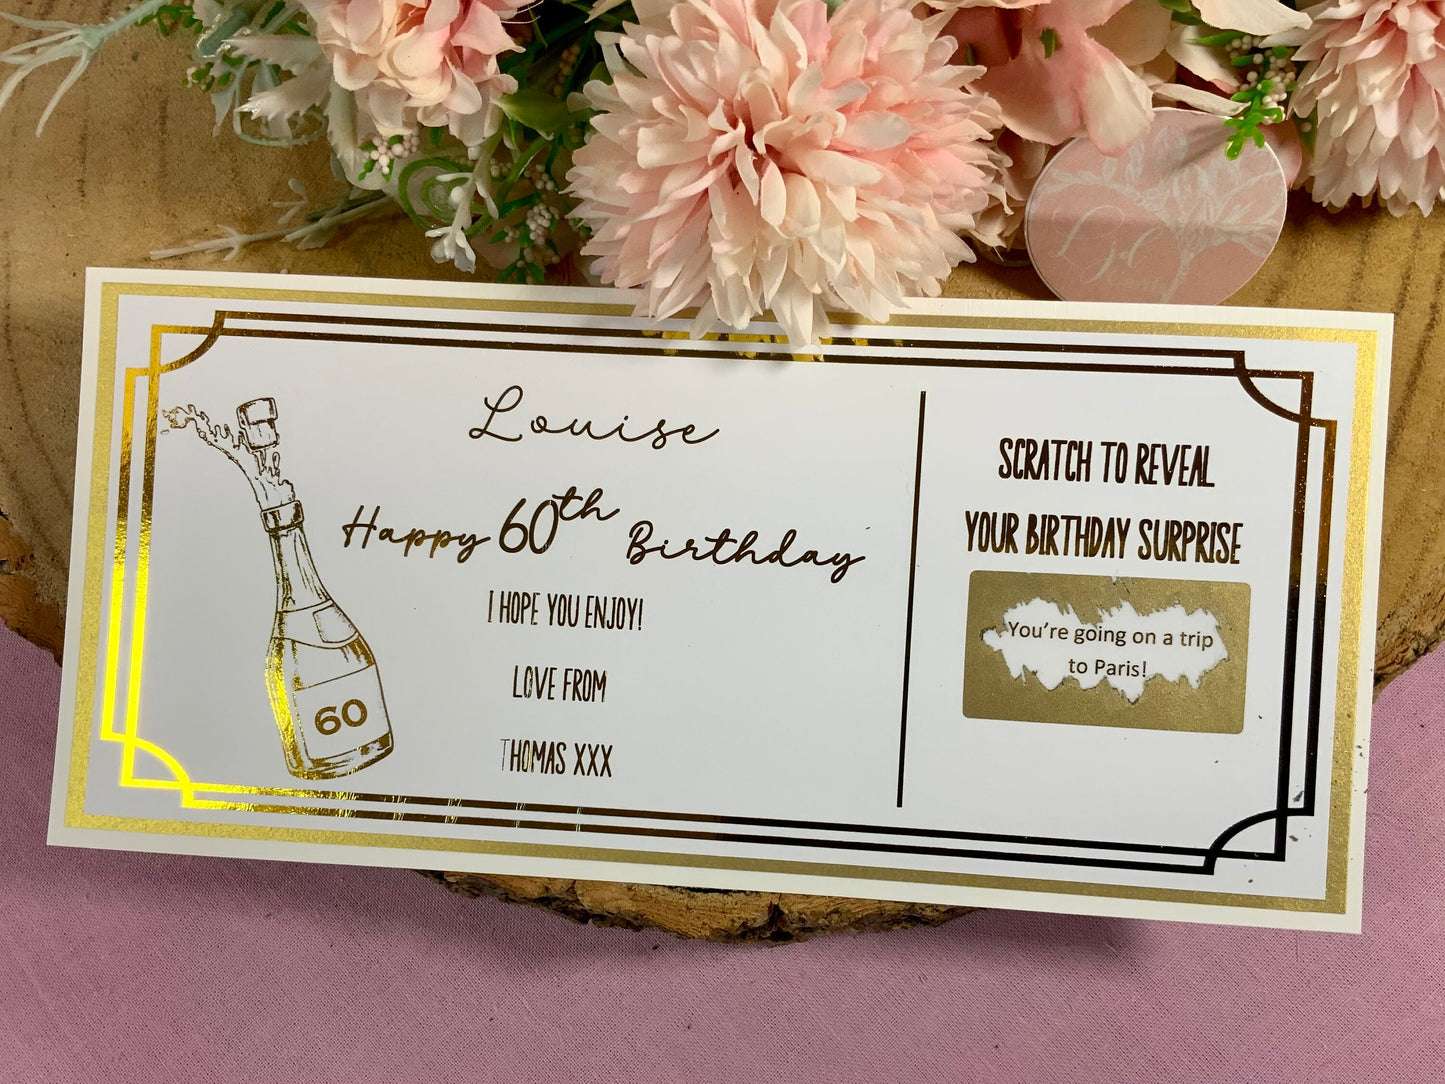 Louise
Happy 60th Birthday
I HOPE YOU ENJOY!
LOVE FROM
THOMAS XXX
60
SCRATCH TO REVEAL
YOUR BIRTHDAY SURPRISE
You're going on a trip
to Paris!